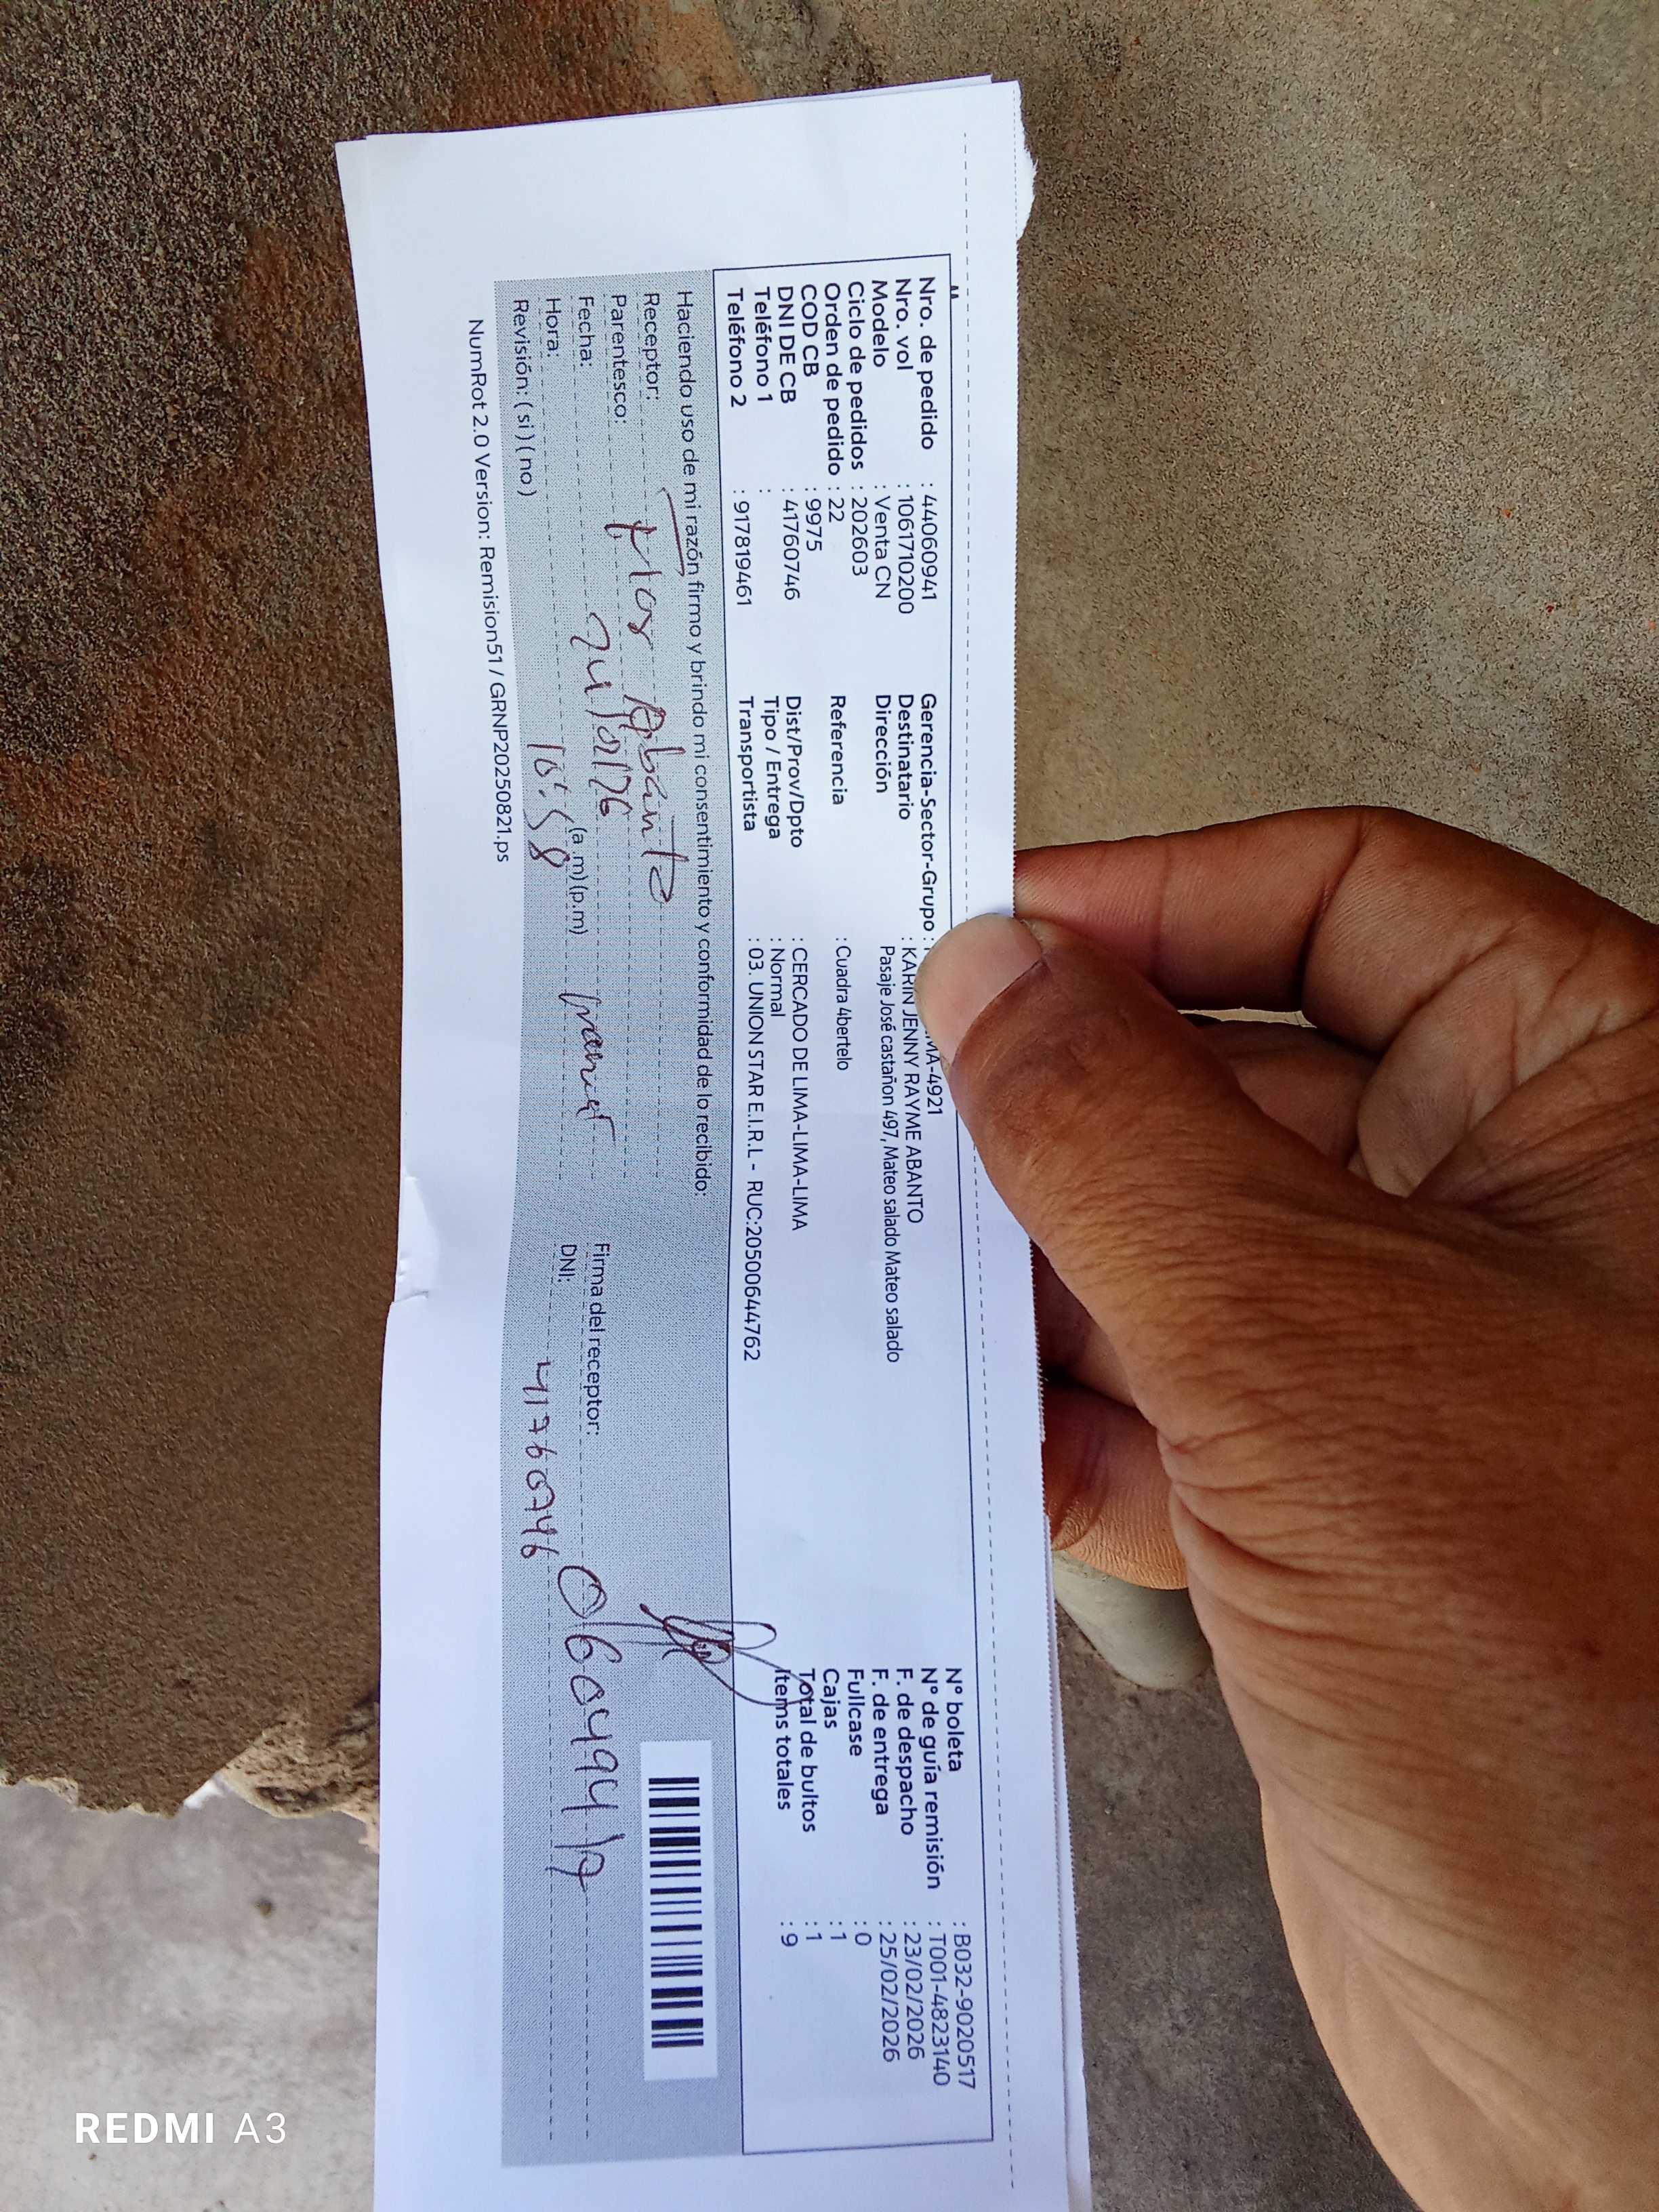 Nro. de pedido : 44060941
Nro. vol : 1061710200
Modelo : Venta CN
Ciclo de pedidos : 202603
Orden de pedido : 22
COD CB : 9975
DNI DE CB : 41760746
Teléfono 1 :
Teléfono 2 : 917819461
Gerencia-Sector-Grupo : MA-4921
Destinatario : KARIN JENNY RAYME ABANTO
Dirección Pasaje José castañon 497, Mateo salado Mateo salado
Referencia : Cuadra 4bertelo
Dist/Prov/Dpto : CERCADO DE LIMA-LIMA-LIMA
Tipo / Entrega : Normal
Transportista : 03. UNION STAR E.I.R.L - RUC:20500644762
N° boleta : B032-9020517
N° de guía remisión : T001-4823140
F. de despacho : 23/02/2026
F. de entrega : 25/02/2026
Fullcase : 0
Cajas : 1
Total de bultos : 1
Items totales : 9
Haciendo uso de mi razón firmo y brindo mi consentimiento y conformidad de lo recibido:
Receptor: Abanto
Parentesco:
Fecha:
Hora: 10:58 (a.m)(p.m)
Revisión: ( si ) ( no )
Firma del receptor:
DNI: 41760746
NumRot 2.0 Version: Remision51 / GRNP20250821.ps
REDMI A3